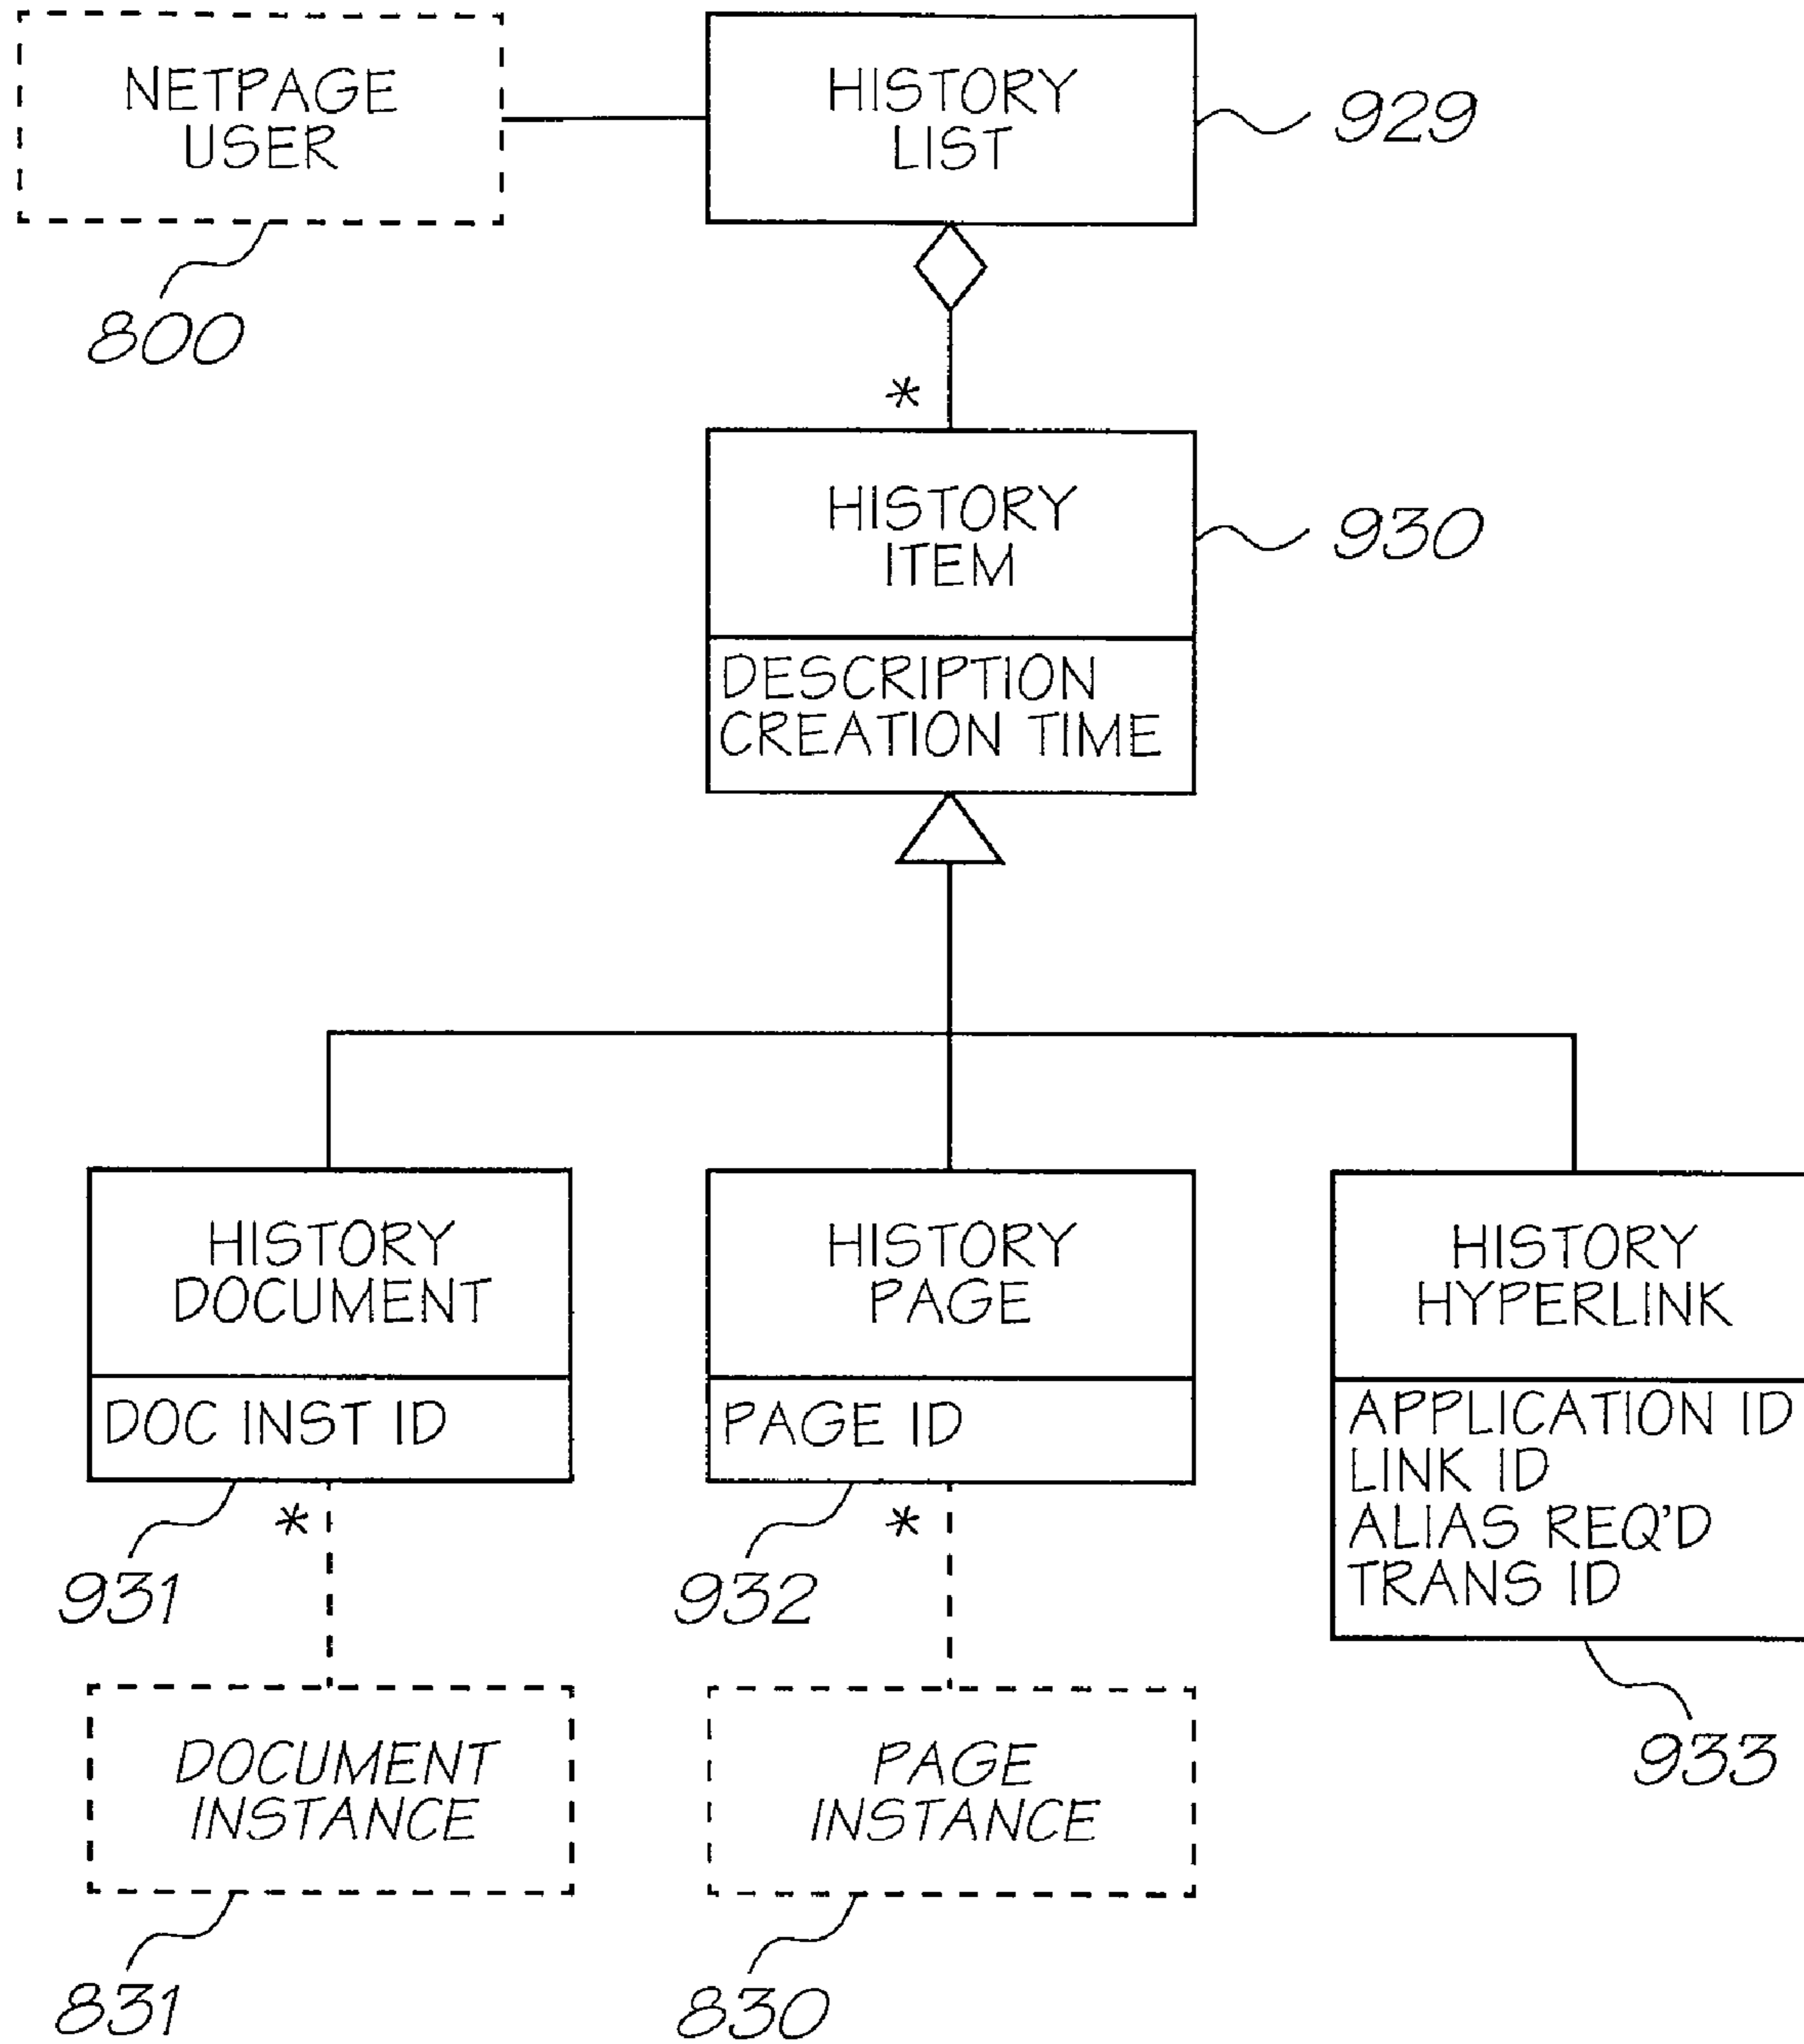 NETPAGE
USER
800
HISTORY
LIST
929
*
HISTORY
ITEM
930
DESCRIPTION
CREATION TIME
HISTORY
DOCUMENT
DOC INST ID
931
*
HISTORY
PAGE
PAGE ID
932
*
HISTORY
HYPERLINK
APPLICATION ID
LINK ID
ALIAS REQ'D
TRANS ID
933
DOCUMENT
INSTANCE
831
PAGE
INSTANCE
830